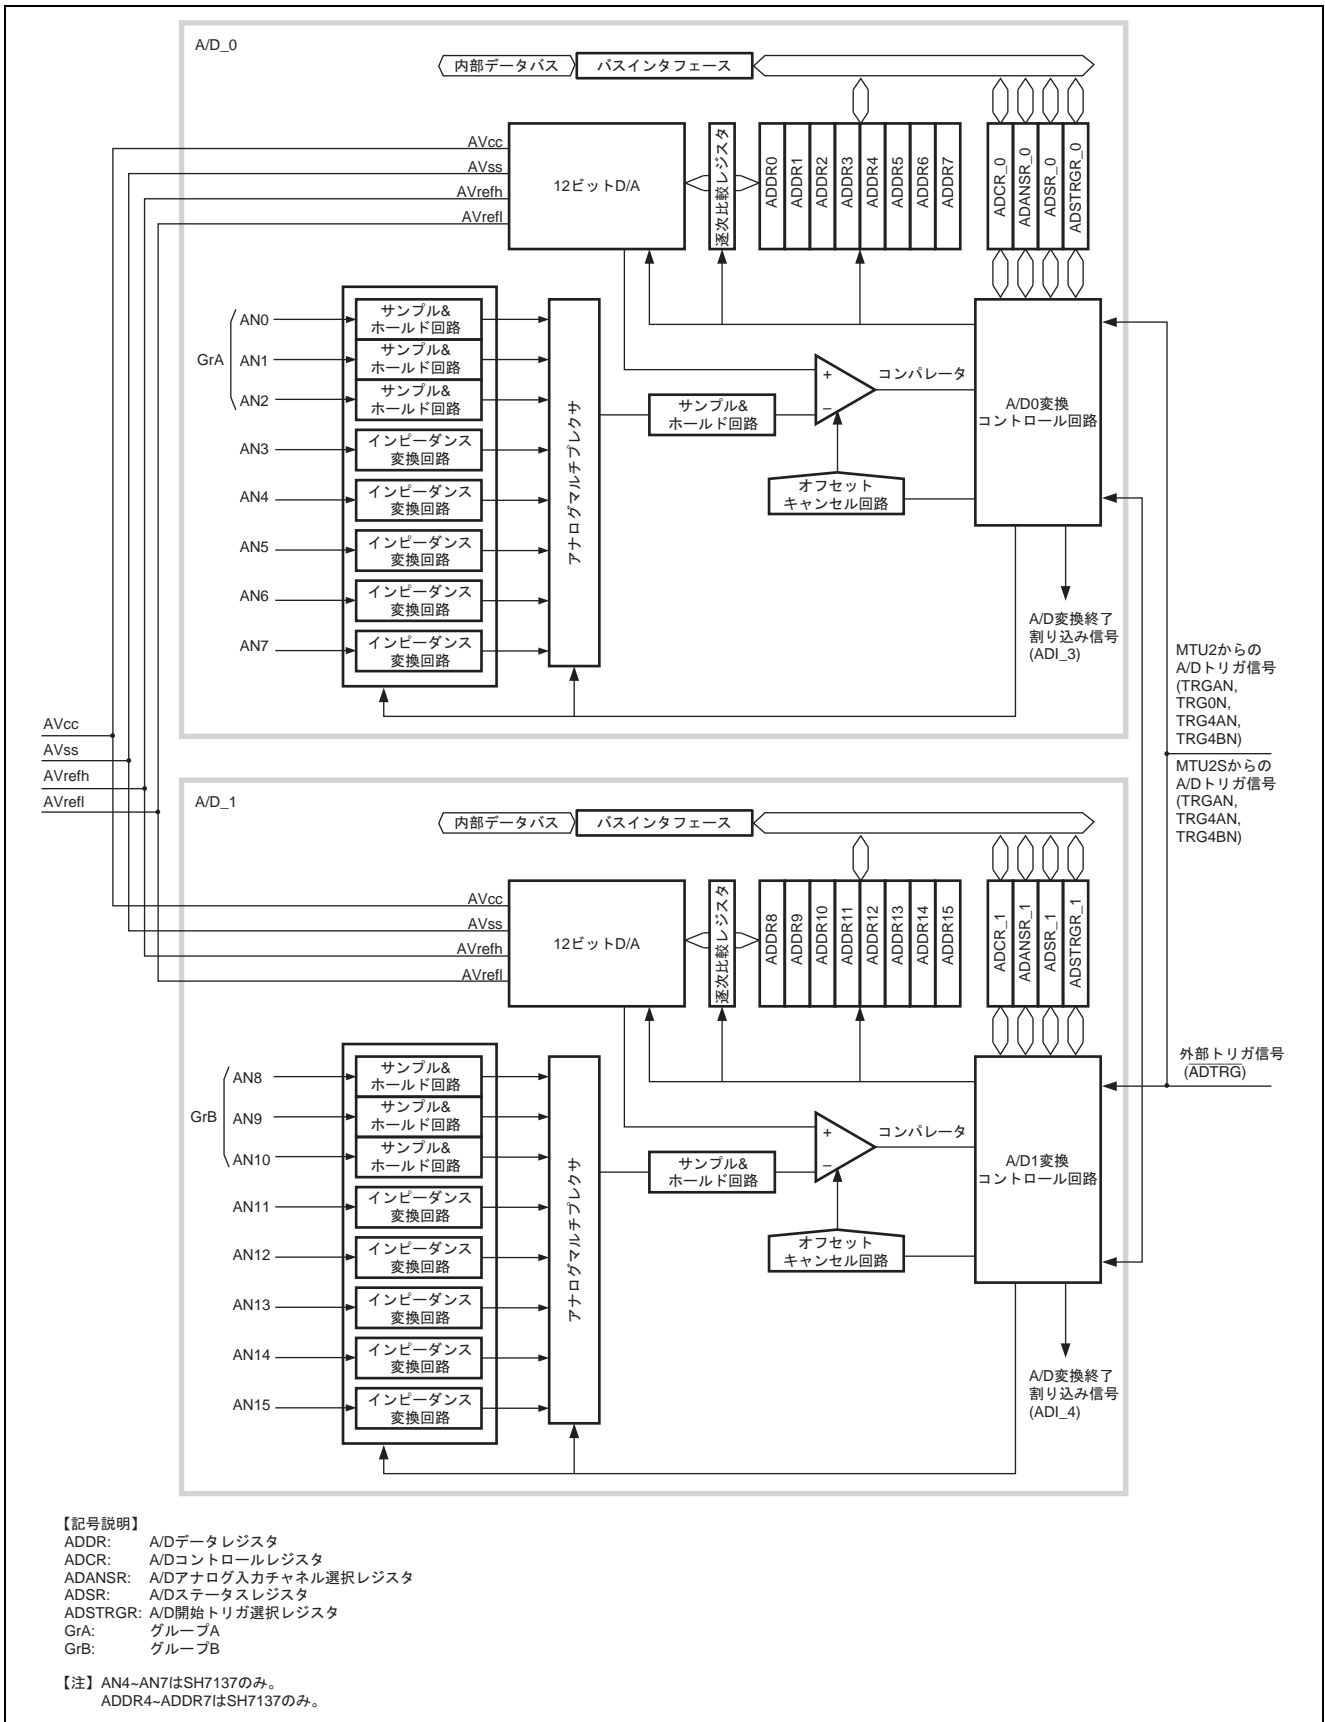 A/D_0
内部データバス
バスインタフェース
AVcc
AVss
AVrefh
AVrefl
12ビットD/A
逐次比較レジスタ
ADDR0
ADDR1
ADDR2
ADDR3
ADDR4
ADDR5
ADDR6
ADDR7
ADCR_0
ADANSR_0
ADSR_0
ADSTRGR_0
GrA
AN0
AN1
AN2
AN3
AN4
AN5
AN6
AN7
サンプル&
ホールド回路
サンプル&
ホールド回路
サンプル&
ホールド回路
インピーダンス
変換回路
インピーダンス
変換回路
インピーダンス
変換回路
インピーダンス
変換回路
インピーダンス
変換回路
アナログマルチプレクサ
サンプル&
ホールド回路
+
−
コンパレータ
オフセット
キャンセル回路
A/D0変換
コントロール回路
A/D変換終了
割り込み信号
(ADI_3)
MTU2からの
A/Dトリガ信号
(TRGAN,
TRG0N,
TRG4AN,
TRG4BN)
MTU2Sからの
A/Dトリガ信号
(TRGAN,
TRG4AN,
TRG4BN)
AVcc
AVss
AVrefh
AVrefl
A/D_1
内部データバス
バスインタフェース
AVcc
AVss
AVrefh
AVrefl
12ビットD/A
逐次比較レジスタ
ADDR8
ADDR9
ADDR10
ADDR11
ADDR12
ADDR13
ADDR14
ADDR15
ADCR_1
ADANSR_1
ADSR_1
ADSTRGR_1
外部トリガ信号
(ADTRG)
GrB
AN8
AN9
AN10
AN11
AN12
AN13
AN14
AN15
サンプル&
ホールド回路
サンプル&
ホールド回路
サンプル&
ホールド回路
インピーダンス
変換回路
インピーダンス
変換回路
インピーダンス
変換回路
インピーダンス
変換回路
インピーダンス
変換回路
アナログマルチプレクサ
サンプル&
ホールド回路
+
−
コンパレータ
オフセット
キャンセル回路
A/D1変換
コントロール回路
A/D変換終了
割り込み信号
(ADI_4)
【記号説明】
ADDR: A/Dデータレジスタ
ADCR: A/Dコントロールレジスタ
ADANSR: A/Dアナログ入力チャネル選択レジスタ
ADSR: A/Dステータスレジスタ
ADSTRGR: A/D開始トリガ選択レジスタ
GrA: グループA
GrB: グループB
【注】AN4~AN7はSH7137のみ。
ADDR4~ADDR7はSH7137のみ。